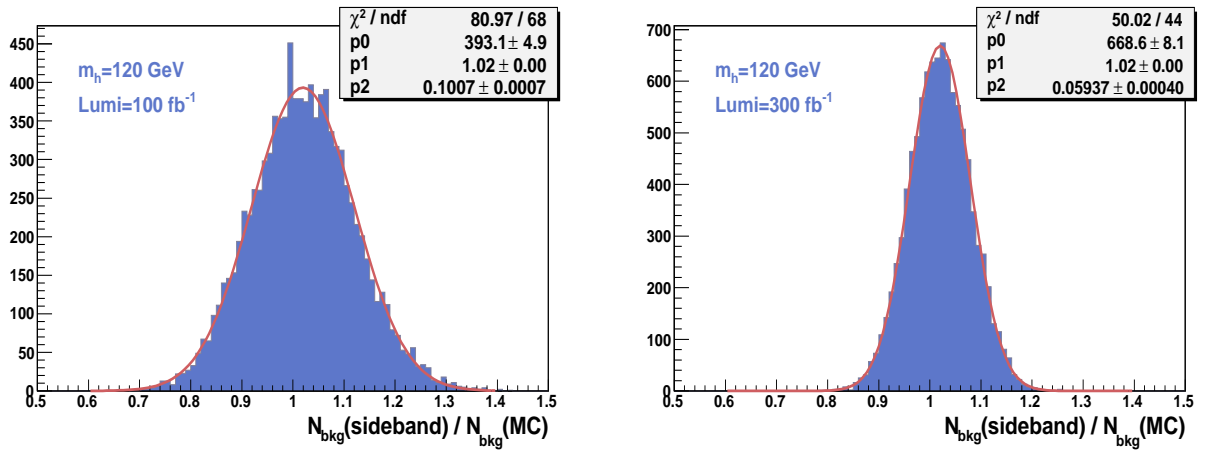 χ² / ndf 80.97 / 68
p0 393.1 ± 4.9
p1 1.02 ± 0.00
p2 0.1007 ± 0.0007
m_h=120 GeV
Lumi=100 fb⁻¹
450
400
350
300
250
200
150
100
50
0
0.5 0.6 0.7 0.8 0.9 1 1.1 1.2 1.3 1.4 1.5
N_bkg(sideband) / N_bkg(MC)
χ² / ndf 50.02 / 44
p0 668.6 ± 8.1
p1 1.02 ± 0.00
p2 0.05937 ± 0.00040
m_h=120 GeV
Lumi=300 fb⁻¹
700
600
500
400
300
200
100
0
0.5 0.6 0.7 0.8 0.9 1 1.1 1.2 1.3 1.4 1.5
N_bkg(sideband) / N_bkg(MC)